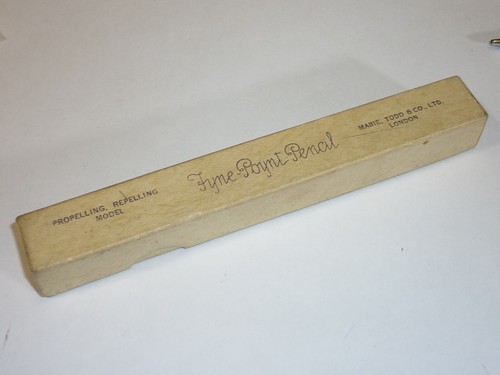 PROPELLING, REPELLING
MODEL
Fyne-Poynt-Pencil
MABIE, TODD & CO., LTD.
LONDON